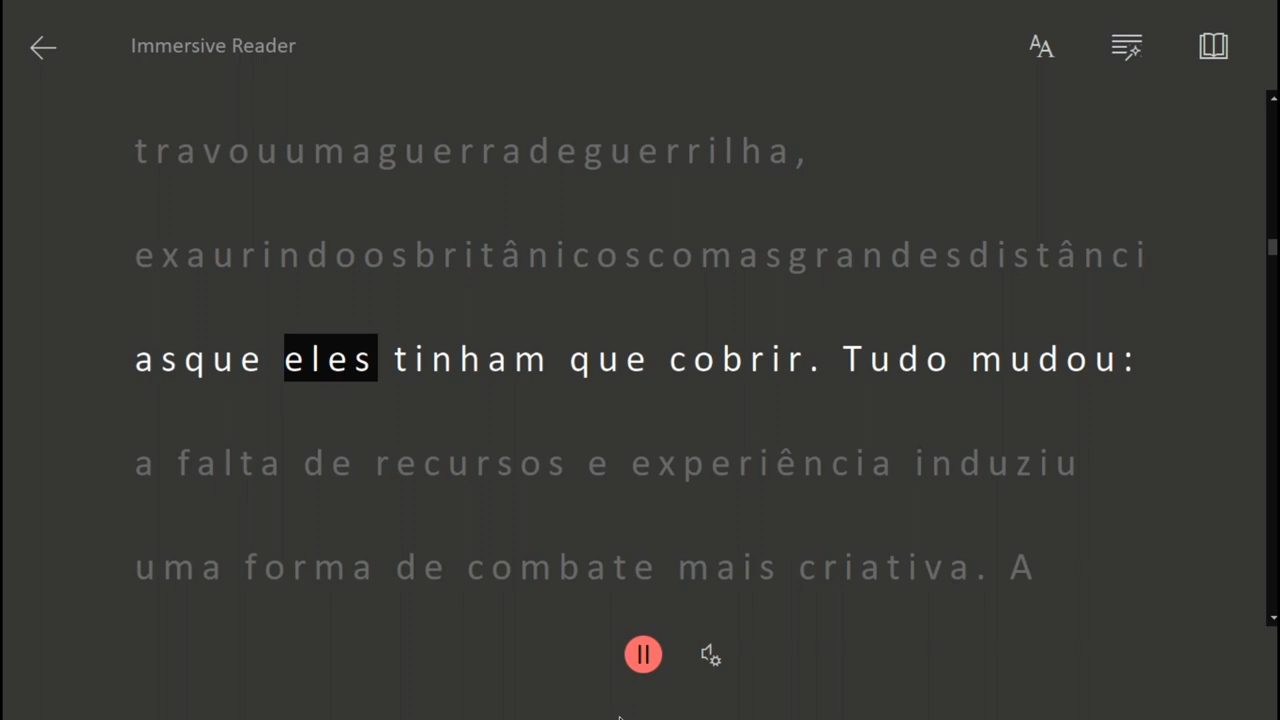 Immersive Reader
travouumaguerradeguerrilha,
exaurindoosbritânicoscomasgrandesdistânci
asque eles tinham que cobrir. Tudo mudou:
a falta de recursos e experiência induziu
uma forma de combate mais criativa. A